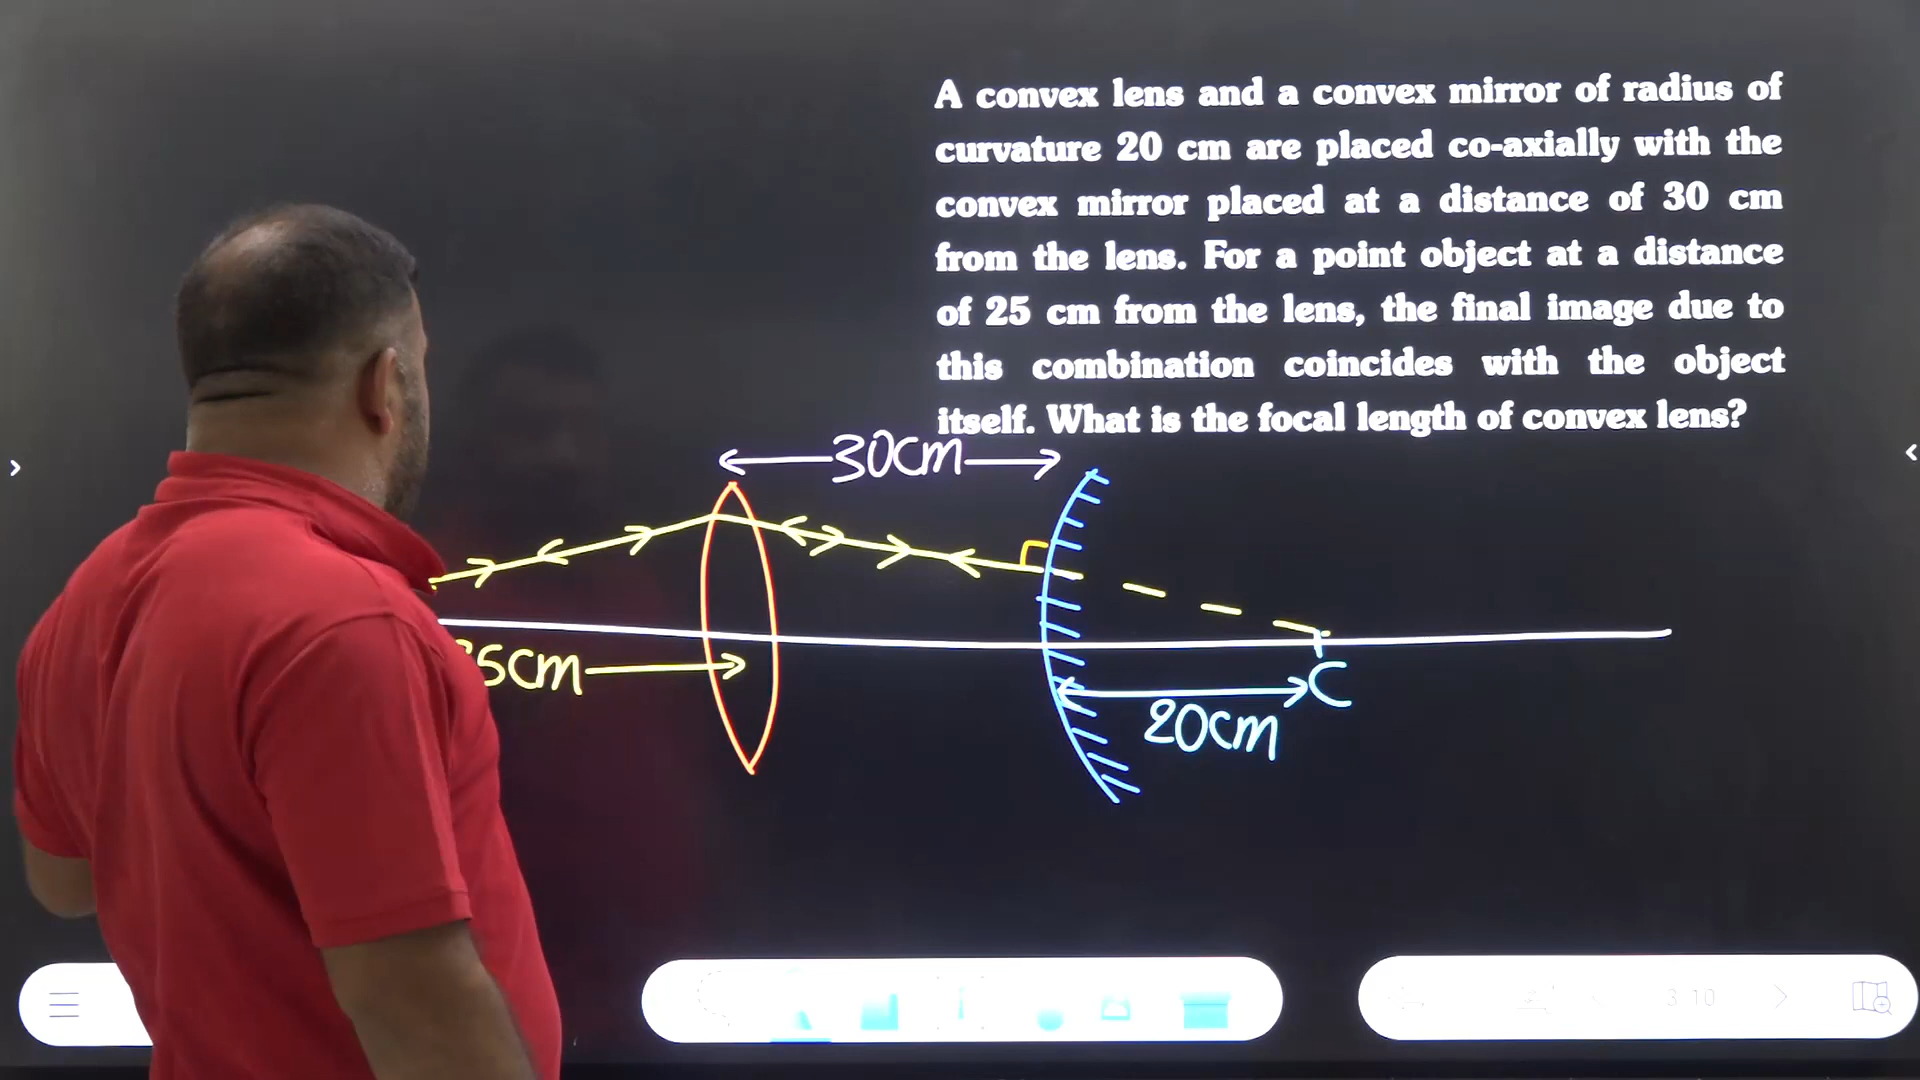 A convex lens and a convex mirror of radius of
curvature 20 cm are placed co-axially with the
convex mirror placed at a distance of 30 cm
from the lens. For a point object at a distance
of 25 cm from the lens, the final image due to
this combination coincides with the object
itself. What is the focal length of convex lens?
30cm
5cm
C
20cm
3 10